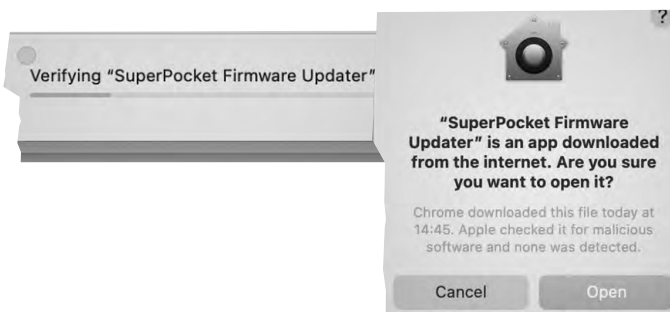 Verifying “SuperPocket Firmware Updater”
?
“SuperPocket Firmware
Updater” is an app downloaded
from the internet. Are you sure
you want to open it?
Chrome downloaded this file today at
14:45. Apple checked it for malicious
software and none was detected.
Cancel
Open